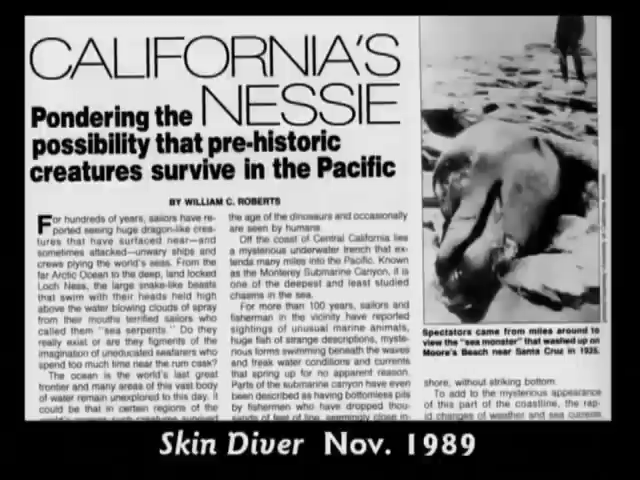 CALIFORNIA'S
NESSIE
Pondering the
possibility that pre-historic
creatures survive in the Pacific
BY WILLIAM C. ROBERTS
For hundreds of years, sailors have re-
ported seeing huge dragon-like crea-
tures that have surfaced near—and
sometimes attacked—unwary ships and
crews plying the world's seas. From the
far Arctic Ocean to the deep, land locked
Loch Ness, the large snake-like beasts
that swim with their heads held high
above the water blowing clouds of spray
from their mouths terrified sailors who
called them "sea serpents." Do they
really exist or are they figments of the
imagination of uneducated seafarers who
spend too much time near the rum cask?
The ocean is the world's last great
frontier and many areas of this vast body
of water remain unexplored to this day. It
could be that in certain regions of the
the age of the dinosaurs and occasionally
are seen by humans.
Off the coast of Central California lies
a mysterious underwater trench that ex-
tends many miles into the Pacific. Known
as the Monterey Submarine Canyon, it is
one of the deepest and least studied
chasms in the sea.
For more than 100 years, sailors and
fishermen in the vicinity have reported
sightings of unusual marine animals,
huge fish of strange descriptions, myste-
rious forms swimming beneath the waves
and freak water conditions and currents
that spring up for no apparent reason.
Parts of the submarine canyon have even
been described as having bottomless pits
by fishermen who have dropped thou-
sands of feet of line, seemingly close in-
Spectators came from miles around to
view the "sea monster" that washed up on
Moore's Beach near Santa Cruz in 1925.
shore, without striking bottom.
To add to the mysterious appearance
of this part of the coastline, the rap-
id changes of weather and sea currents
Skin Diver Nov. 1989